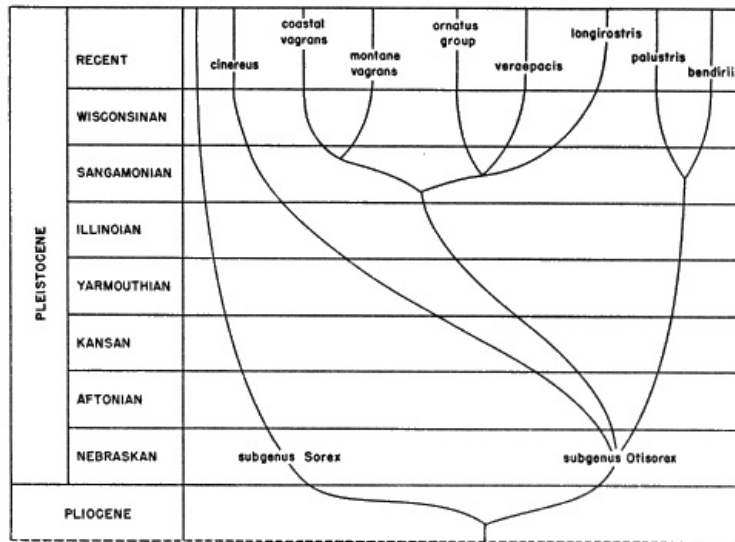 PLEISTOCENE
RECENT
cinereus
coastal
vagrans
montane
vagrans
ornatus
group
veraepacis
longirostris
palustris
bendirii
WISCONSINAN
SANGAMONIAN
ILLINOIAN
YARMOUTHIAN
KANSAN
AFTONIAN
NEBRASKAN
subgenus Sorex
subgenus Otisorax
PLIOCENE